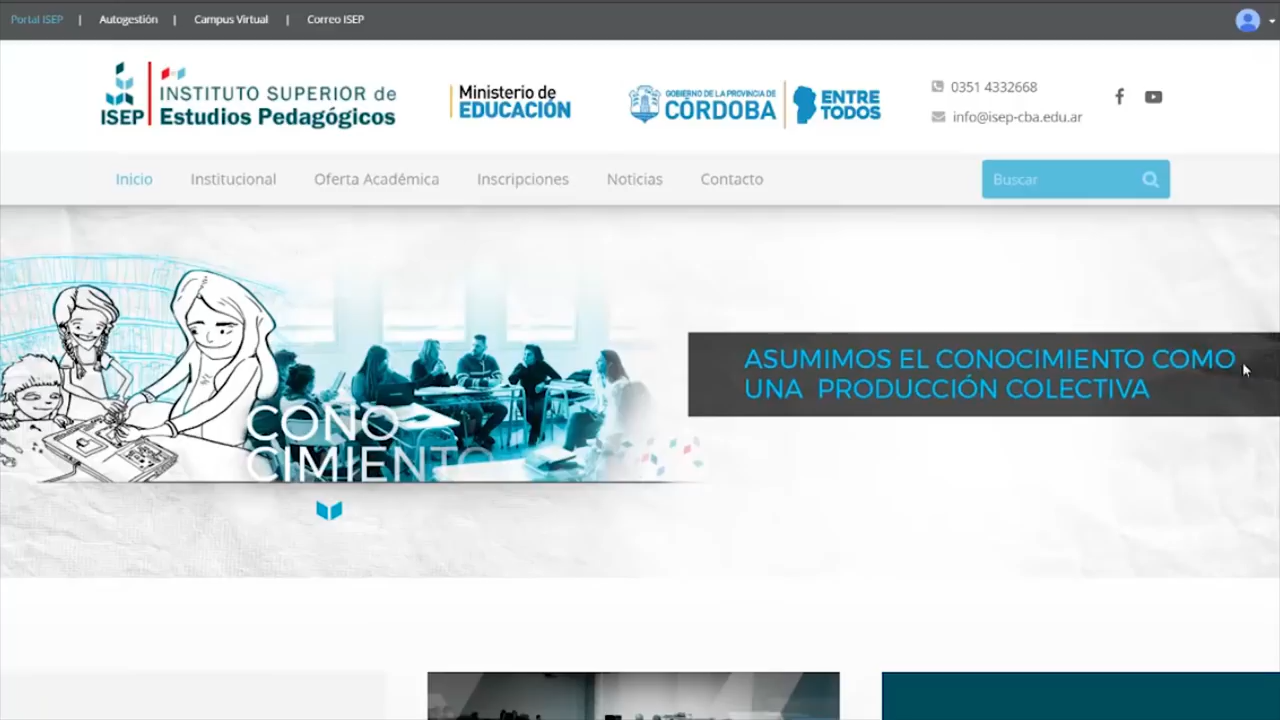 Portal ISEP | Autogestión | Campus Virtual | Correo ISEP
ISEP
INSTITUTO SUPERIOR de
Estudios Pedagógicos
Ministerio de
EDUCACIÓN
GOBIERNO DE LA PROVINCIA DE
CÓRDOBA
ENTRE
TODOS
0351 4332668
info@isep-cba.edu.ar
Inicio
Institucional
Oferta Académica
Inscripciones
Noticias
Contacto
Buscar
CONO
CIMIENTO
ASUMIMOS EL CONOCIMIENTO COMO
UNA PRODUCCIÓN COLECTIVA